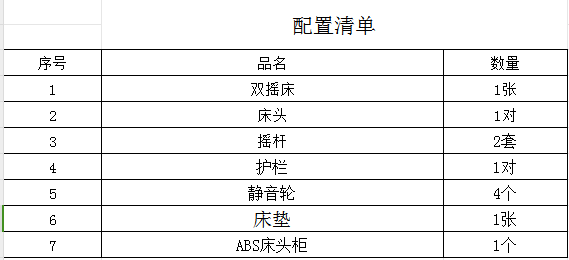 配置清单
序号 品名 数量
1 双摇床 1张
2 床头 1对
3 摇杆 2套
4 护栏 1对
5 静音轮 4个
6 床垫 1张
7 ABS床头柜 1个